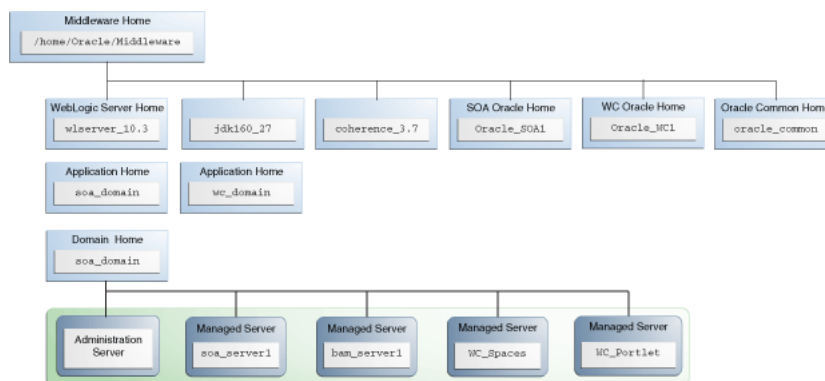 Middleware Home
/home/Oracle/Middleware
WebLogic Server Home
wlserver_10.3
jdk160_27
coherence_3.7
SOA Oracle Home
Oracle_SOA1
WC Oracle Home
Oracle_WC1
Oracle Common Home
oracle_common
Application Home
soa_domain
Application Home
wc_domain
Domain Home
soa_domain
Administration
Server
Managed Server
soa_server1
Managed Server
bam_server1
Managed Server
WC_Spaces
Managed Server
WC_Portlet